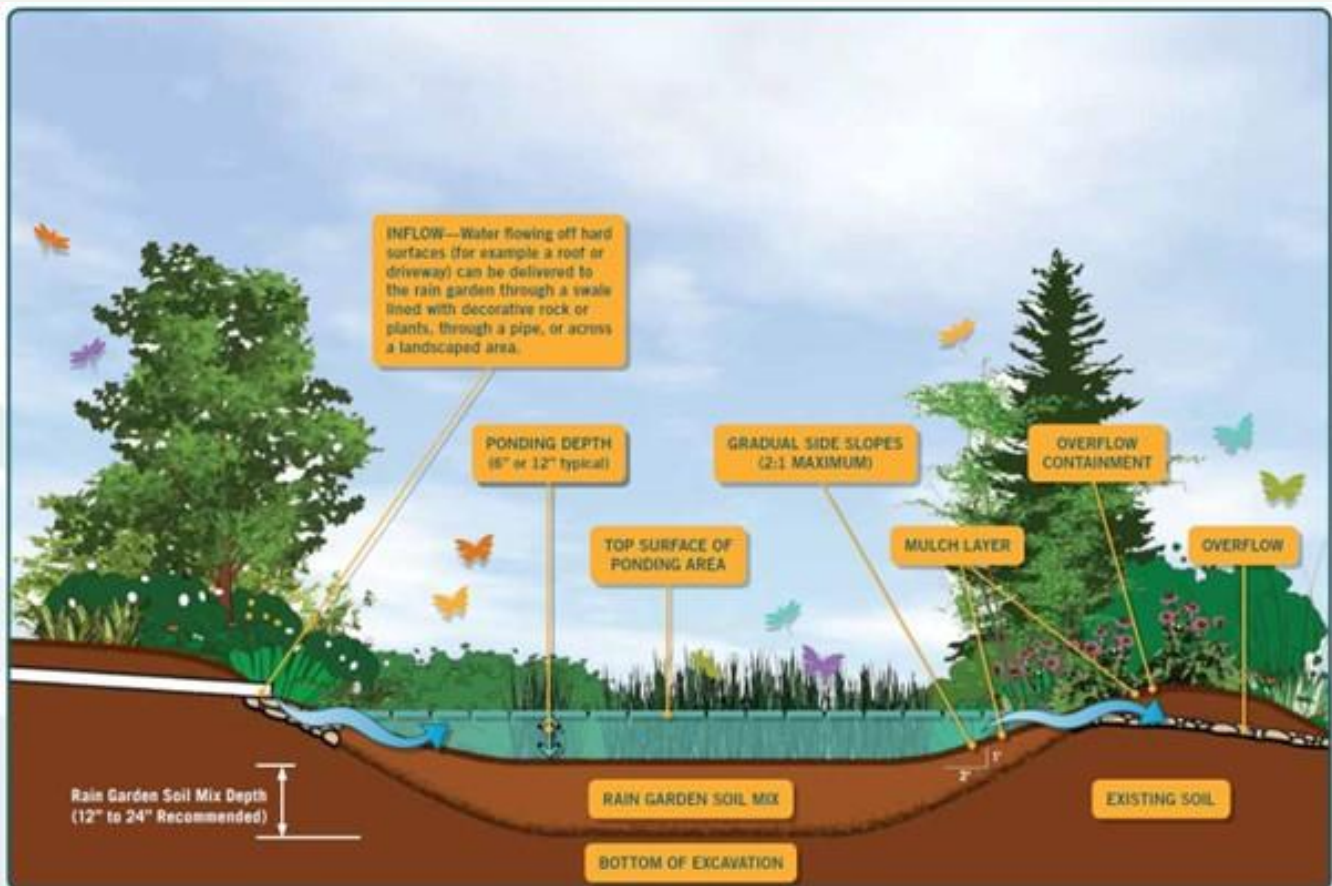 INFLOW—Water flowing off hard
surfaces (for example a roof or
driveway) can be delivered to
the rain garden through a swale
lined with decorative rock or
plants, through a pipe, or across
a landscaped area.
PONDING DEPTH
(6" or 12" typical)
GRADUAL SIDE SLOPES
(2:1 MAXIMUM)
OVERFLOW
CONTAINMENT
TOP SURFACE OF
PONDING AREA
MULCH LAYER
OVERFLOW
1'
2'
Rain Garden Soil Mix Depth
(12" to 24" Recommended)
RAIN GARDEN SOIL MIX
EXISTING SOIL
BOTTOM OF EXCAVATION